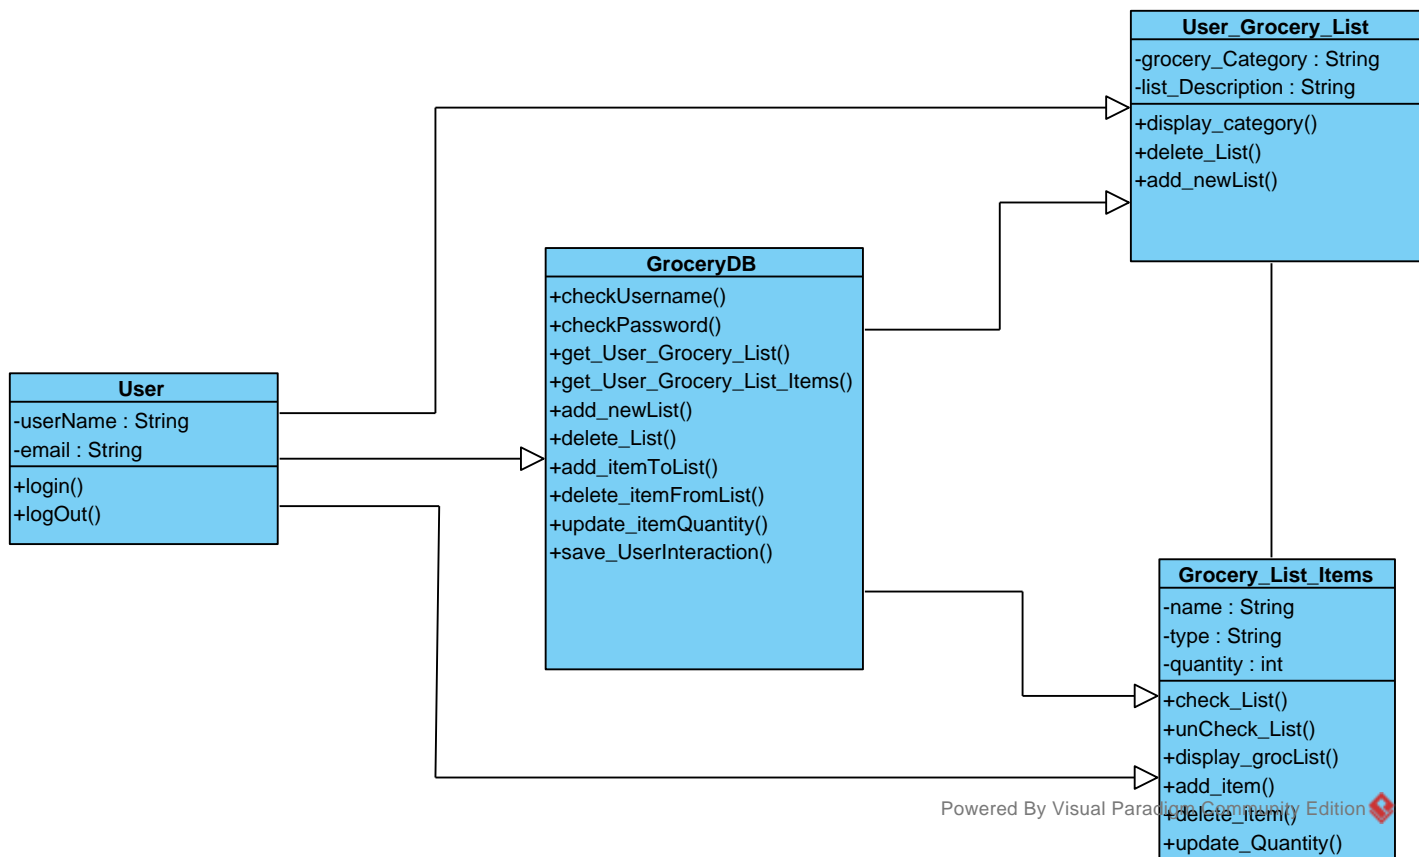 User_Grocery_List
-grocery_Category : String
-list_Description : String
+display_category()
+delete_List()
+add_newList()
GroceryDB
+checkUsername()
+checkPassword()
+get_User_Grocery_List()
+get_User_Grocery_List_Items()
+add_newList()
+delete_List()
+add_itemToList()
+delete_itemFromList()
+update_itemQuantity()
+save_UserInteraction()
User
-userName : String
-email : String
+login()
+logOut()
Grocery_List_Items
-name : String
-type : String
-quantity : int
+check_List()
+unCheck_List()
+display_grocList()
+add_item()
+delete_item()
+update_Quantity()
Powered By Visual Paradigm Community Edition